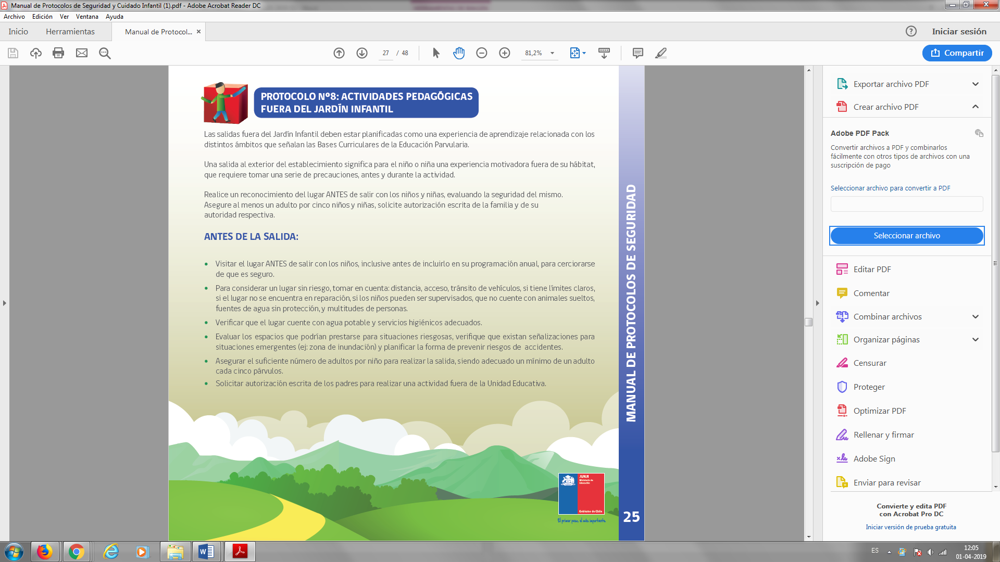 Manual de Protocolos de Seguridad y Cuidado Infantil (1).pdf - Adobe Acrobat Reader DC
Archivo Edición Ver Ventana Ayuda
Inicio Herramientas Manual de Protocol... × Iniciar sesión
27 / 48 81,2% Compartir
PROTOCOLO Nº8: ACTIVIDADES PEDAGÓGICAS
FUERA DEL JARDÍN INFANTIL
Las salidas fuera del Jardín Infantil deben estar planificadas como una experiencia de aprendizaje relacionada con los
distintos ámbitos que señalan las Bases Curriculares de la Educación Parvularia.
Una salida al exterior del establecimiento significa para el niño o niña una experiencia motivadora fuera de su hábitat,
que requiere tomar una serie de precauciones, antes y durante la actividad.
Realice un reconocimiento del lugar ANTES de salir con los niños y niñas, evaluando la seguridad del mismo.
Asegure al menos un adulto por cinco niños y niñas, solicite autorización escrita de la familia y de su
autoridad respectiva.
ANTES DE LA SALIDA:
• Visitar el lugar ANTES de salir con los niños, inclusive antes de incluirlo en su programación anual, para cerciorarse
de que es seguro.
• Para considerar un lugar sin riesgo, tomar en cuenta: distancia, acceso, tránsito de vehículos, si tiene límites claros,
si el lugar no se encuentra en reparación, si los niños pueden ser supervisados, que no cuente con animales sueltos,
fuentes de agua sin protección, y multitudes de personas.
• Verificar que el lugar cuente con agua potable y servicios higiénicos adecuados.
• Evaluar los espacios que podrían prestarse para situaciones riesgosas, verifique que existan señalizaciones para
situaciones emergentes (ej: zona de inundación) y planificar la forma de prevenir riesgos de accidentes.
• Asegurar el suficiente número de adultos por niño para realizar la salida, siendo adecuado un mínimo de un adulto
cada cinco párvulos.
• Solicitar autorización escrita de los padres para realizar una actividad fuera de la Unidad Educativa.
JUNJI
Ministerio de
Educación
Gobierno de Chile
El primer paso, el más importante.
MANUAL DE PROTOCOLOS DE SEGURIDAD
25
Exportar archivo PDF
Crear archivo PDF
Adobe PDF Pack
Convertir archivos a PDF y combinarlos
fácilmente con otros tipos de archivos con una
suscripción de pago
Seleccionar archivo para convertir a PDF
Seleccionar archivo
Editar PDF
Comentar
Combinar archivos
Organizar páginas
Censurar
Proteger
Optimizar PDF
Rellenar y firmar
Adobe Sign
Enviar para revisar
Convierte y edita PDF
con Acrobat Pro DC
Iniciar versión de prueba gratuita
ES
12:05
01-04-2019